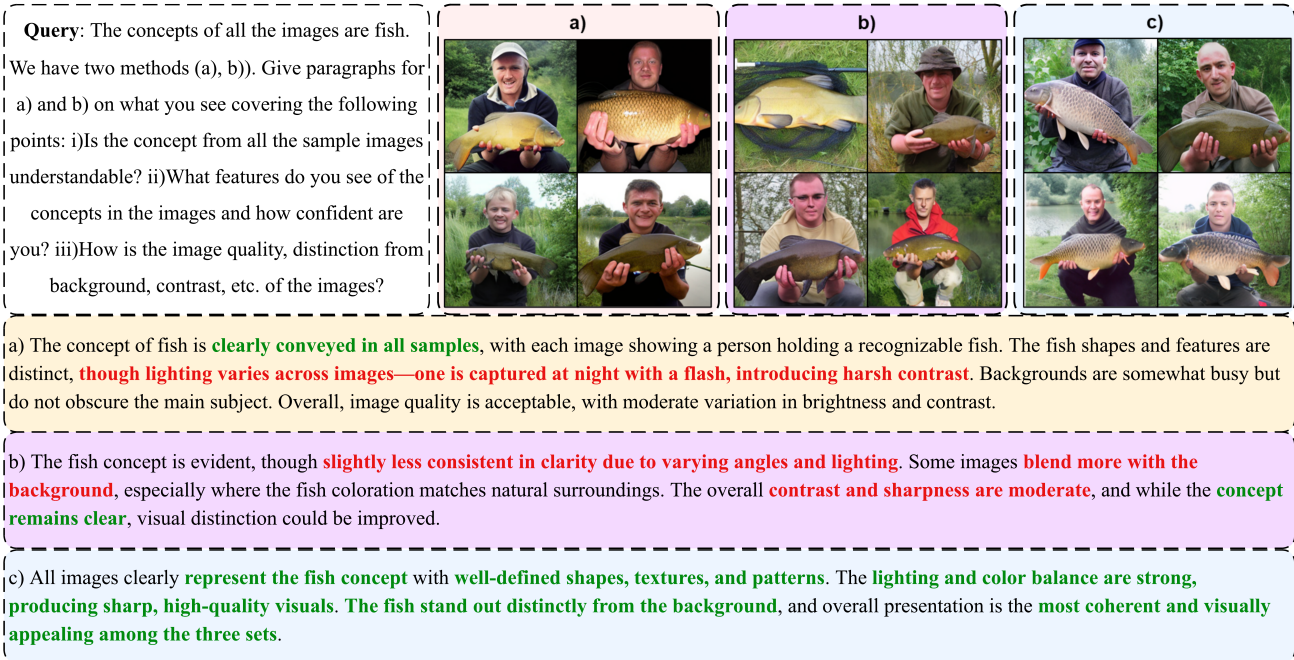 Query: The concepts of all the images are fish.
We have two methods (a), b)). Give paragraphs for
a) and b) on what you see covering the following
points: i)Is the concept from all the sample images
understandable? ii)What features do you see of the
concepts in the images and how confident are
you? iii)How is the image quality, distinction from
background, contrast, etc. of the images?
a)
b)
c)
a) The concept of fish is clearly conveyed in all samples, with each image showing a person holding a recognizable fish. The fish shapes and features are
distinct, though lighting varies across images—one is captured at night with a flash, introducing harsh contrast. Backgrounds are somewhat busy but
do not obscure the main subject. Overall, image quality is acceptable, with moderate variation in brightness and contrast.
b) The fish concept is evident, though slightly less consistent in clarity due to varying angles and lighting. Some images blend more with the
background, especially where the fish coloration matches natural surroundings. The overall contrast and sharpness are moderate, and while the concept
remains clear, visual distinction could be improved.
c) All images clearly represent the fish concept with well-defined shapes, textures, and patterns. The lighting and color balance are strong,
producing sharp, high-quality visuals. The fish stand out distinctly from the background, and overall presentation is the most coherent and visually
appealing among the three sets.